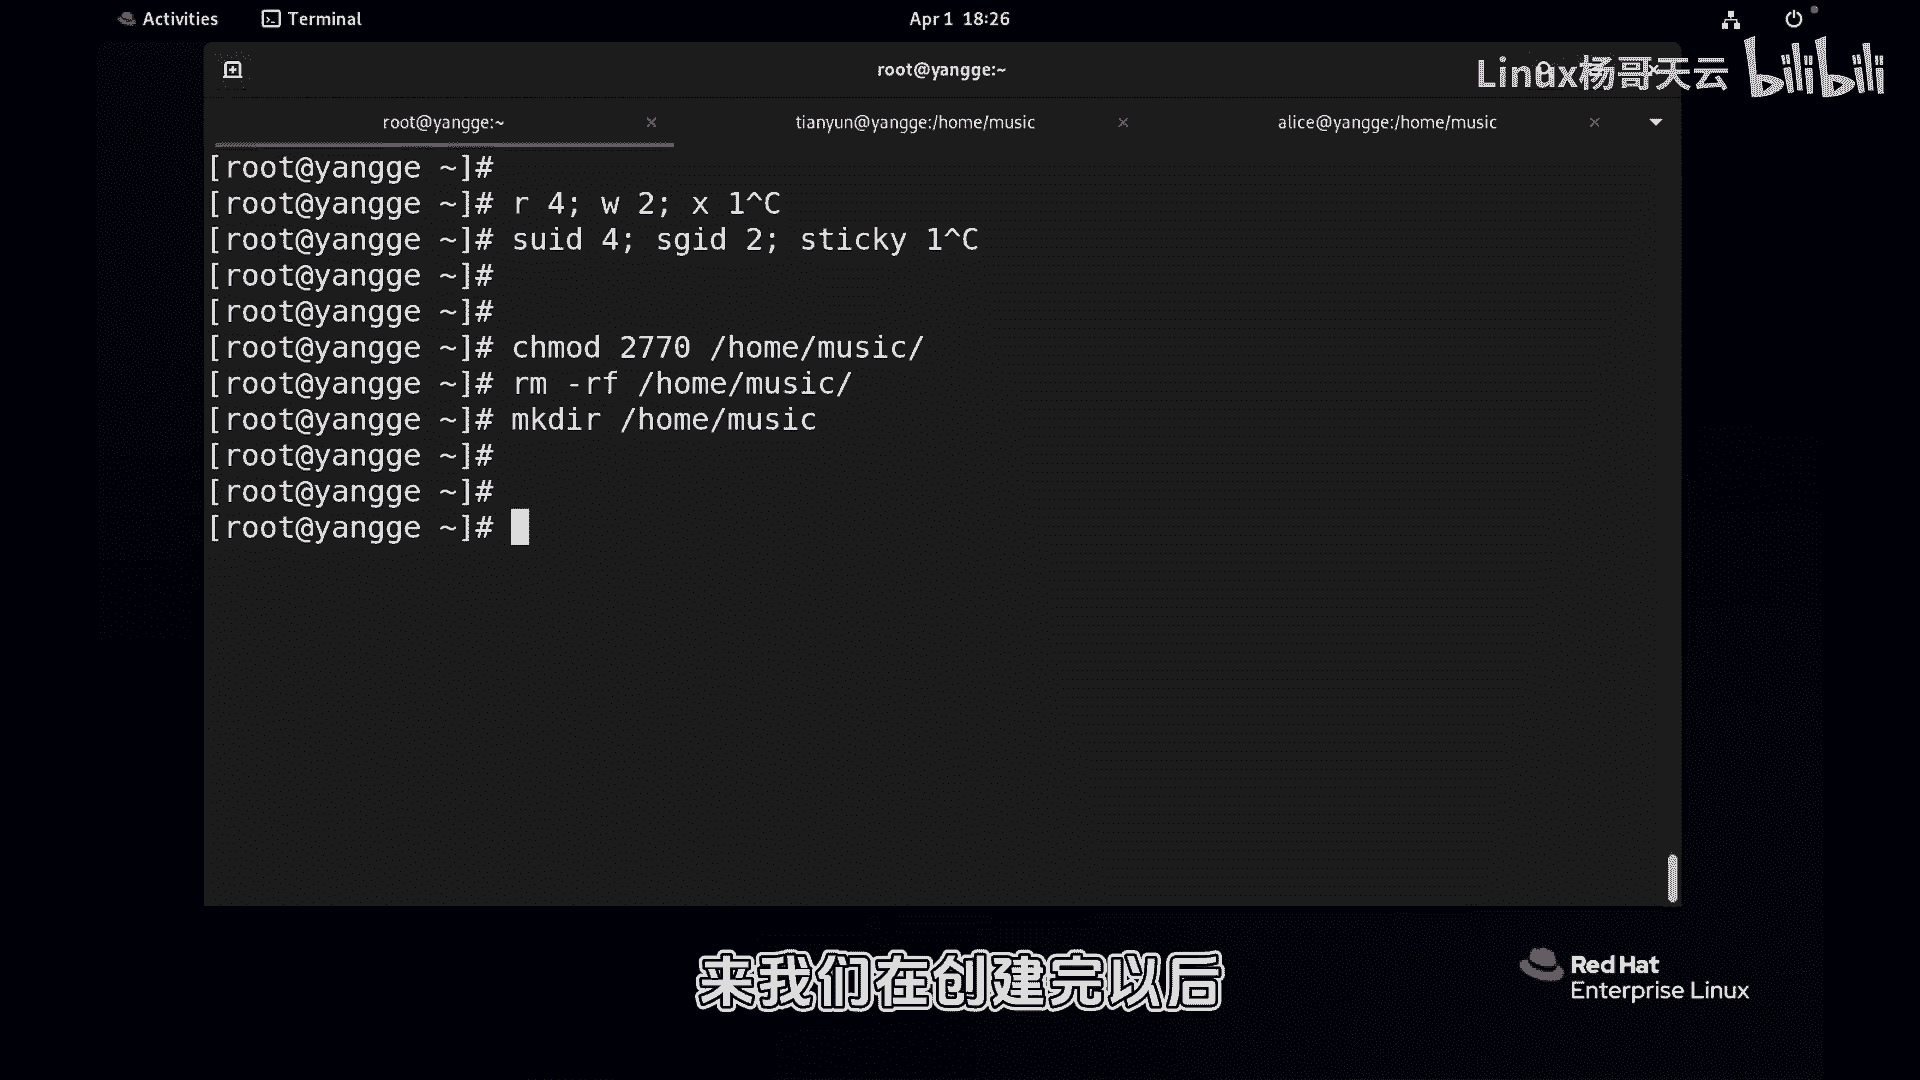 Activities Terminal Apr 1 18:26
root@yangge:~
Linux杨哥天云 bilibili
root@yangge:~ × tianyun@yangge:/home/music × alice@yangge:/home/music ×
[root@yangge ~]#
[root@yangge ~]# r 4; w 2; x 1^C
[root@yangge ~]# suid 4; sgid 2; sticky 1^C
[root@yangge ~]#
[root@yangge ~]#
[root@yangge ~]# chmod 2770 /home/music/
[root@yangge ~]# rm -rf /home/music/
[root@yangge ~]# mkdir /home/music
[root@yangge ~]#
[root@yangge ~]#
[root@yangge ~]#
来我们在创建完以后
Red Hat
Enterprise Linux